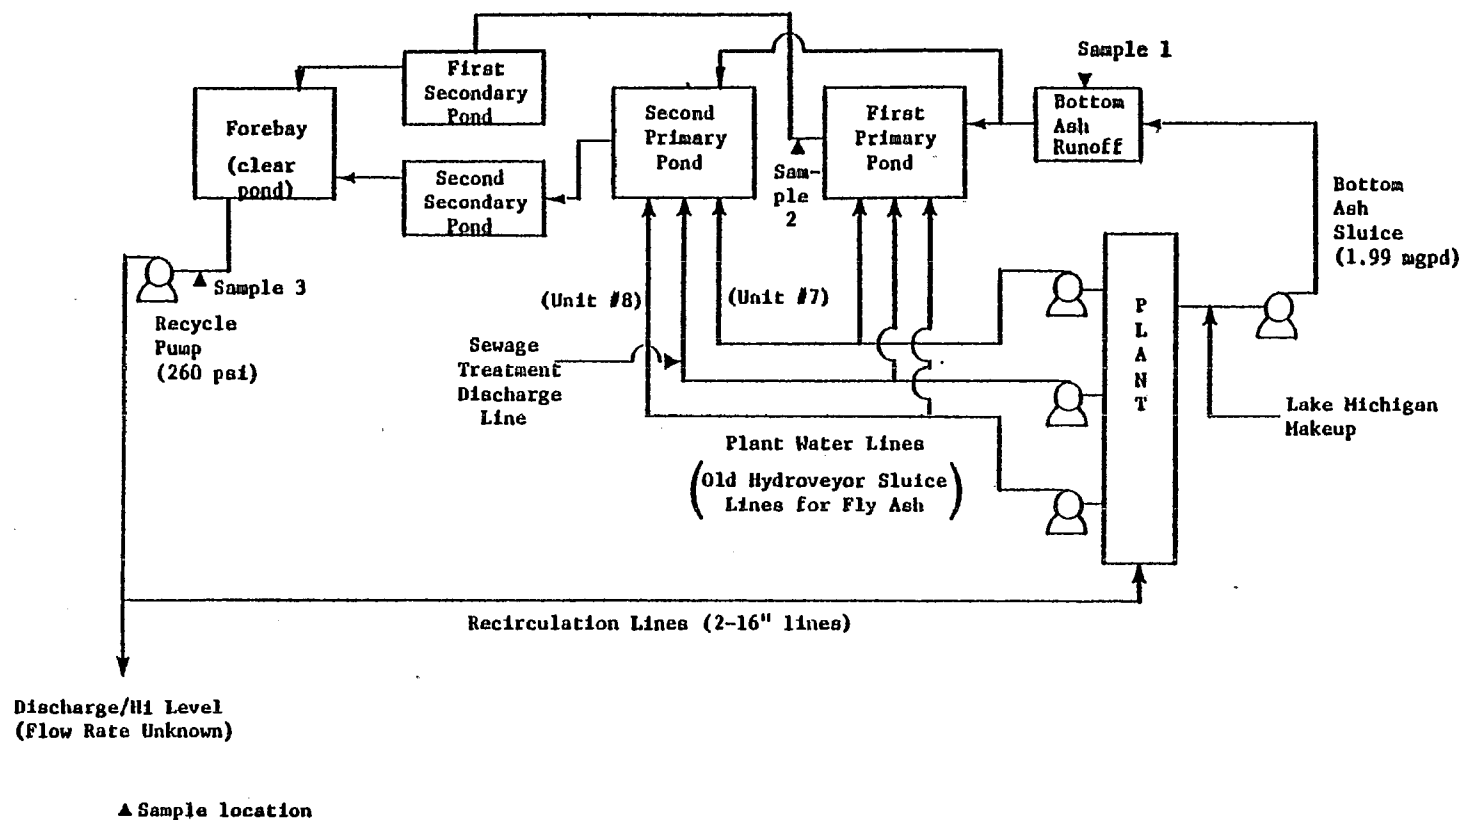 Sample 1
First
Secondary
Pond
Forebay
(clear
pond)
Second
Primary
Pond
First
Primary
Pond
Bottom
Ash
Runoff
Second
Secondary
Pond
Sam-
ple
2
Bottom
Ash
Sluice
(1.99 mgpd)
Sample 3
(Unit #8)
(Unit #7)
Recycle
Pump
(260 psi)
Sewage
Treatment
Discharge
Line
P
L
A
N
T
Lake Michigan
Makeup
Plant Water Lines
(Old Hydroveyor Sluice
Lines for Fly Ash)
Recirculation Lines (2-16" lines)
Discharge/Hi Level
(Flow Rate Unknown)
▲ Sample location